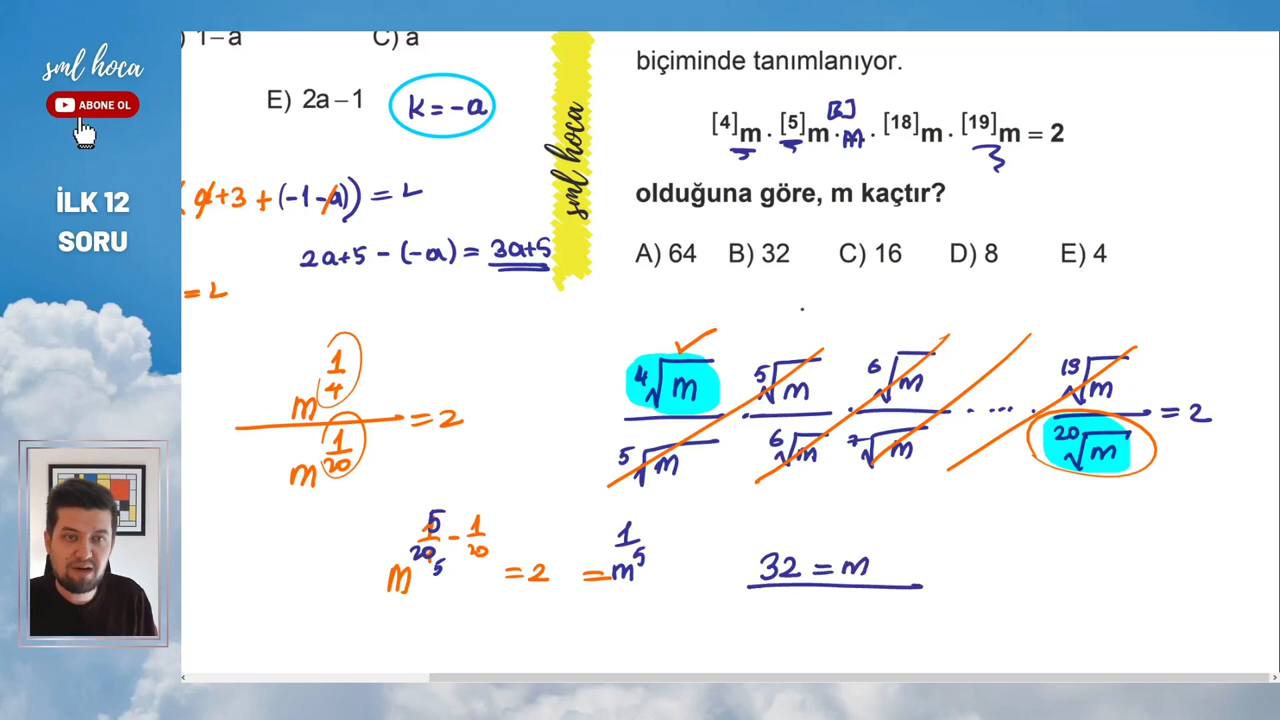 sml hoca
ABONE OL
İLK 12
SORU
) 1−a C) a
E) 2a−1 K = −a
(a+3 + (−1−a)) = L
2a+5 − (−a) = 3a+5
= L
sml hoca
biçiminde tanımlanıyor.
[4]m · [5]m · [6]m · [18]m · [19]m = 2
olduğuna göre, m kaçtır?
A) 64 B) 32 C) 16 D) 8 E) 4
m^(1/4) / m^(1/20) = 2
⁴√m / ⁵√m · ⁵√m / ⁶√m · ⁶√m / ⁷√m · ... · ¹⁹√m / ²⁰√m = 2
m^(5/20 − 1/20) = 2 = m^(1/5) 32 = m